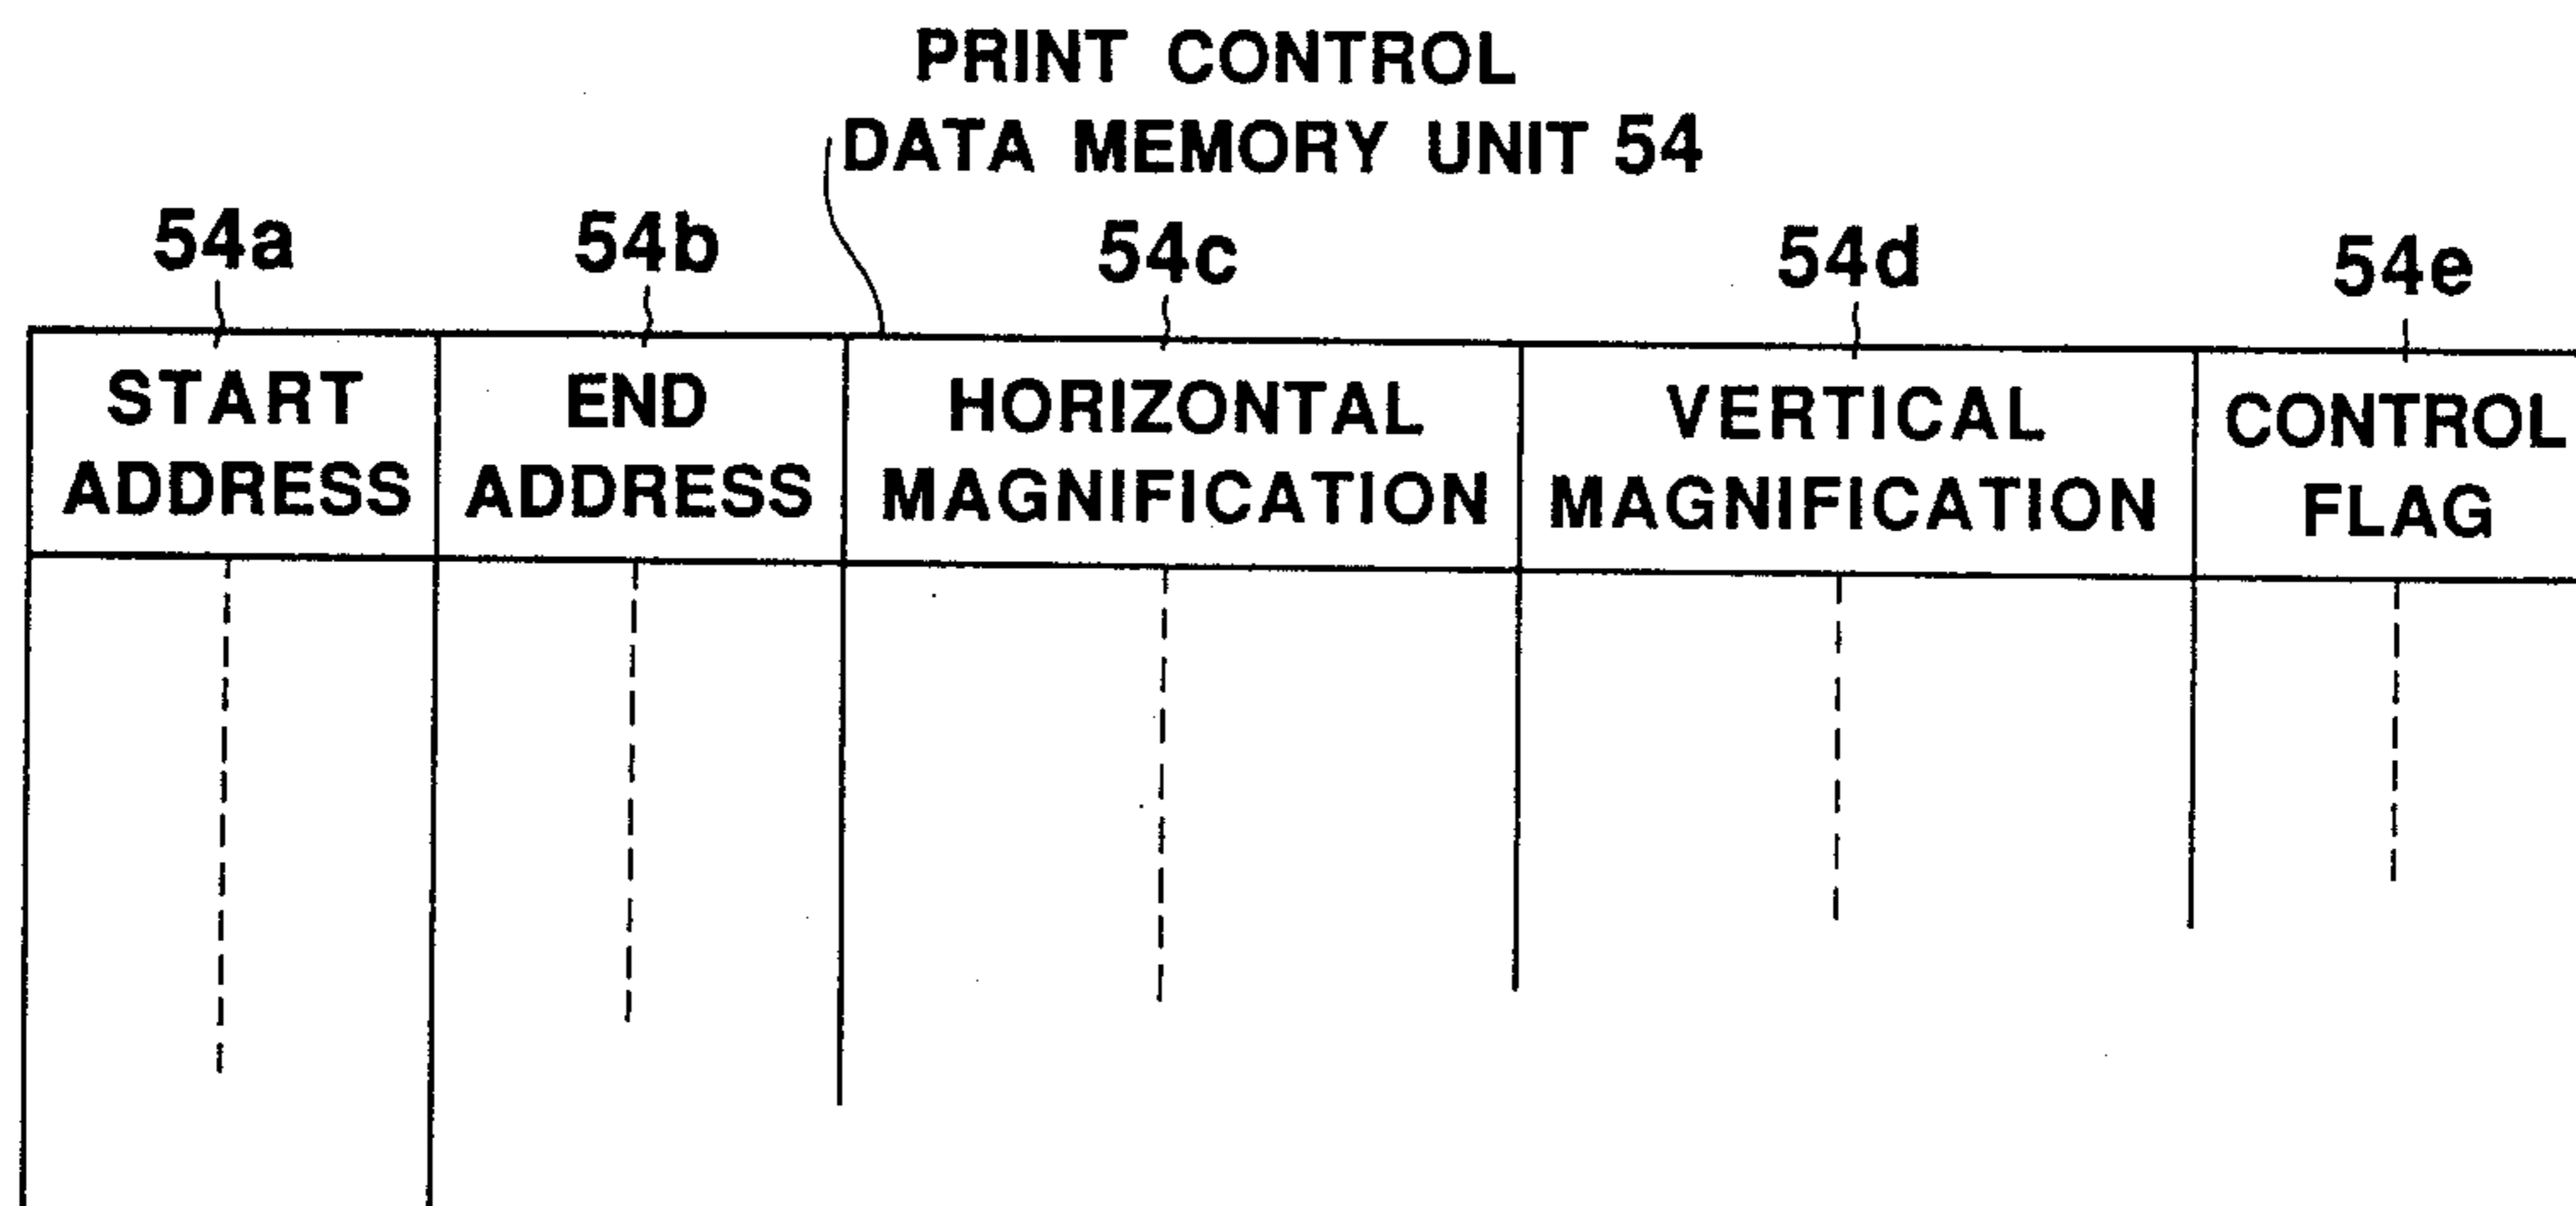 PRINT CONTROL
DATA MEMORY UNIT 54
54a 54b 54c 54d 54e
START ADDRESS
END ADDRESS
HORIZONTAL MAGNIFICATION
VERTICAL MAGNIFICATION
CONTROL FLAG